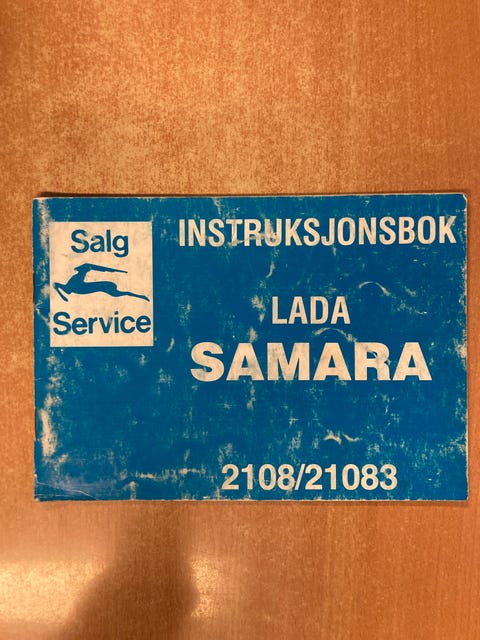 Salg
Service
INSTRUKSJONSBOK
LADA
SAMARA
2108/21083